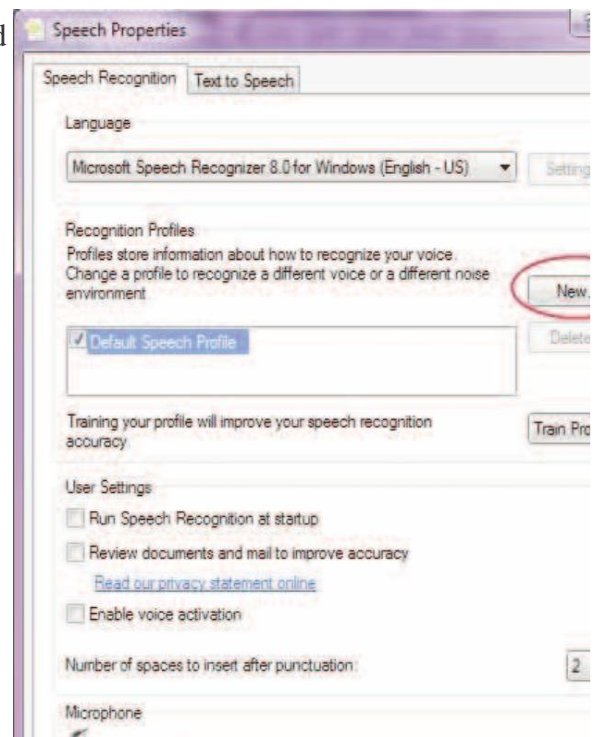 d
Speech Properties
Speech Recognition Text to Speech
Language
Microsoft Speech Recognizer 8.0 for Windows (English - US) Setting
Recognition Profiles
Profiles store information about how to recognize your voice.
Change a profile to recognize a different voice or a different noise
environment
New.
Default Speech Profile
Delete
Training your profile will improve your speech recognition
accuracy
Train Pro
User Settings
Run Speech Recognition at startup
Review documents and mail to improve accuracy
Read our privacy statement online
Enable voice activation
Number of spaces to insert after punctuation: 2
Microphone